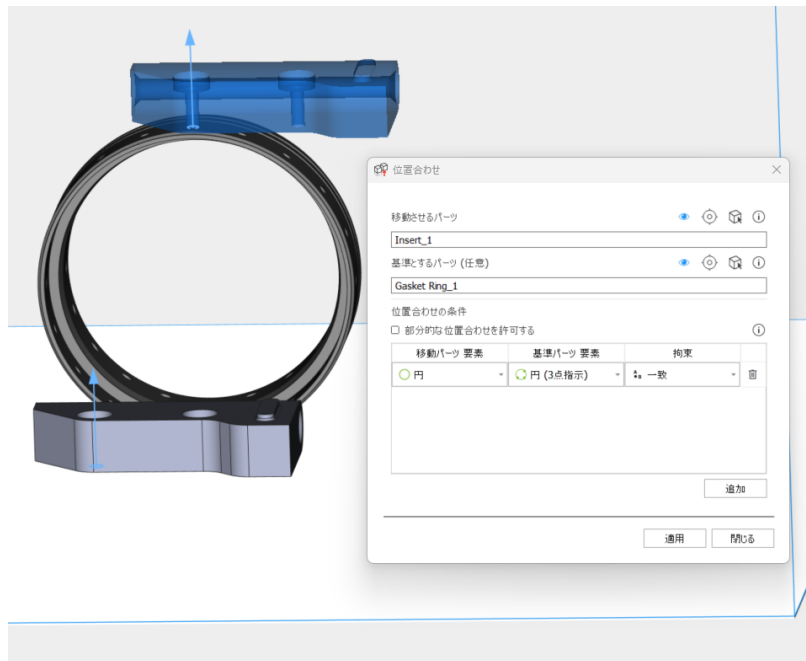 位置合わせ
移動させるパーツ
Insert_1
基準とするパーツ (任意)
Gasket Ring_1
位置合わせの条件
部分的な位置合わせを許可する
移動パーツ 要素 基準パーツ 要素 拘束
円 円 (3点指示) 一致
追加
適用 閉じる